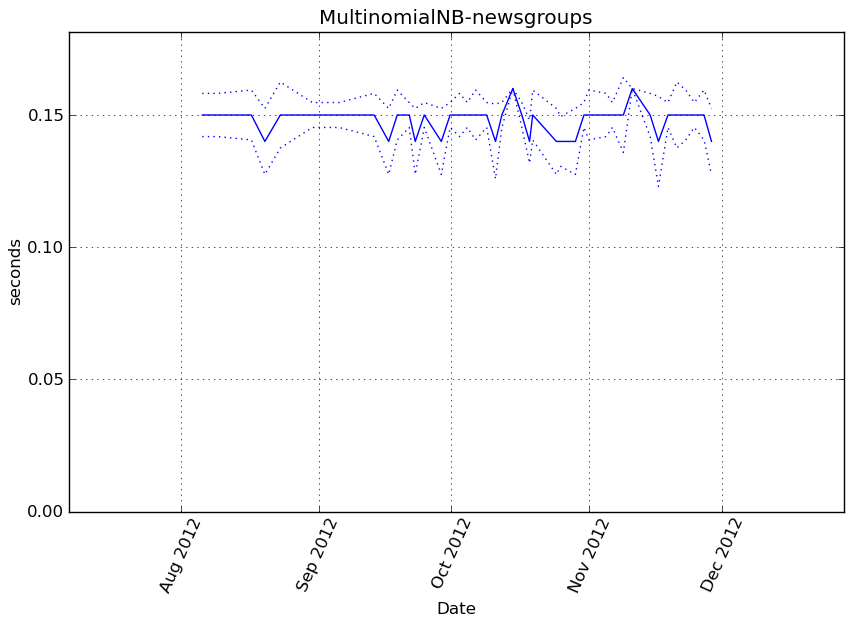 MultinomialNB-newsgroups
0.15
0.10
0.05
0.00
seconds
Aug 2012
Sep 2012
Oct 2012
Nov 2012
Dec 2012
Date